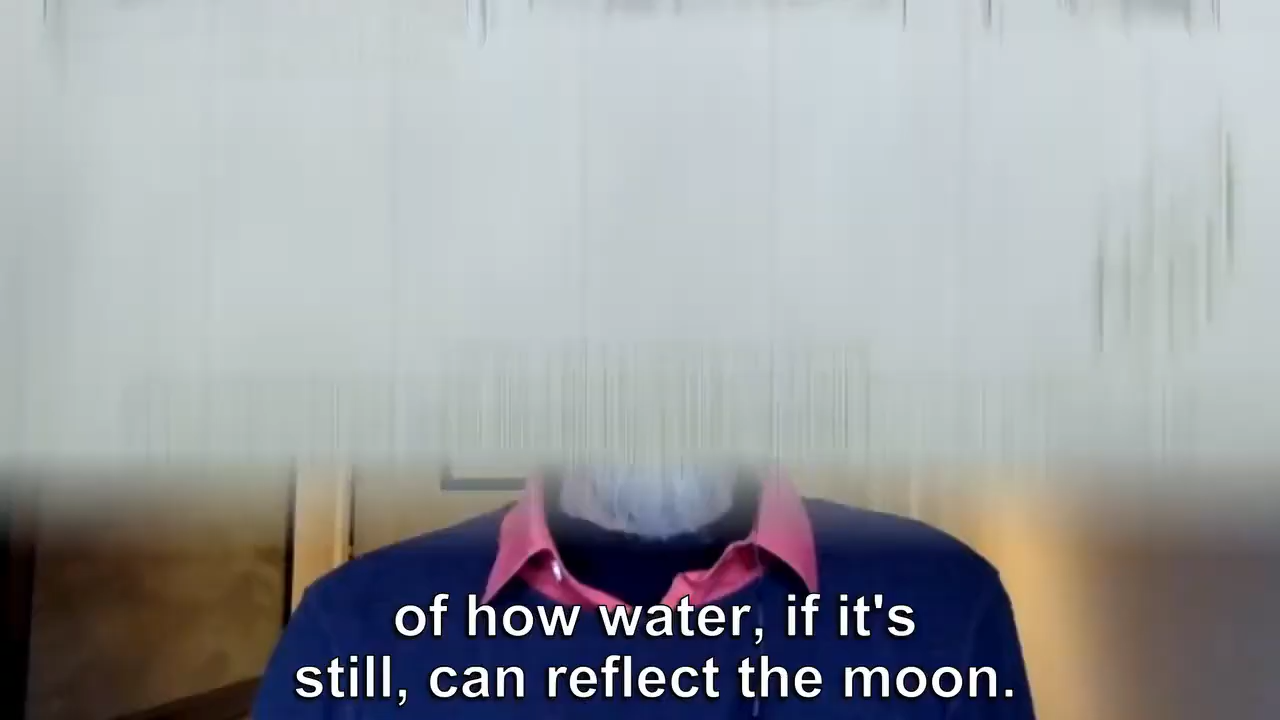 of how water, if it's
still, can reflect the moon.